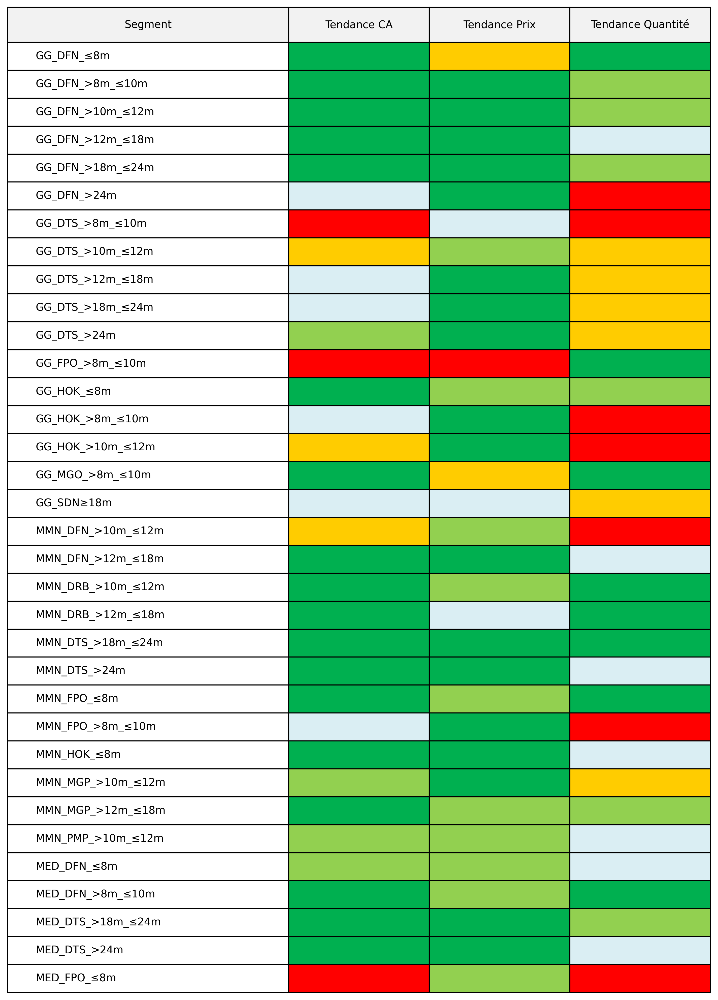 Segment Tendance CA Tendance Prix Tendance Quantité
GG_DFN_≤8m
GG_DFN_>8m_≤10m
GG_DFN_>10m_≤12m
GG_DFN_>12m_≤18m
GG_DFN_>18m_≤24m
GG_DFN_>24m
GG_DTS_>8m_≤10m
GG_DTS_>10m_≤12m
GG_DTS_>12m_≤18m
GG_DTS_>18m_≤24m
GG_DTS_>24m
GG_FPO_>8m_≤10m
GG_HOK_≤8m
GG_HOK_>8m_≤10m
GG_HOK_>10m_≤12m
GG_MGO_>8m_≤10m
GG_SDN≥18m
MMN_DFN_>10m_≤12m
MMN_DFN_>12m_≤18m
MMN_DRB_>10m_≤12m
MMN_DRB_>12m_≤18m
MMN_DTS_>18m_≤24m
MMN_DTS_>24m
MMN_FPO_≤8m
MMN_FPO_>8m_≤10m
MMN_HOK_≤8m
MMN_MGP_>10m_≤12m
MMN_MGP_>12m_≤18m
MMN_PMP_>10m_≤12m
MED_DFN_≤8m
MED_DFN_>8m_≤10m
MED_DTS_>18m_≤24m
MED_DTS_>24m
MED_FPO_≤8m